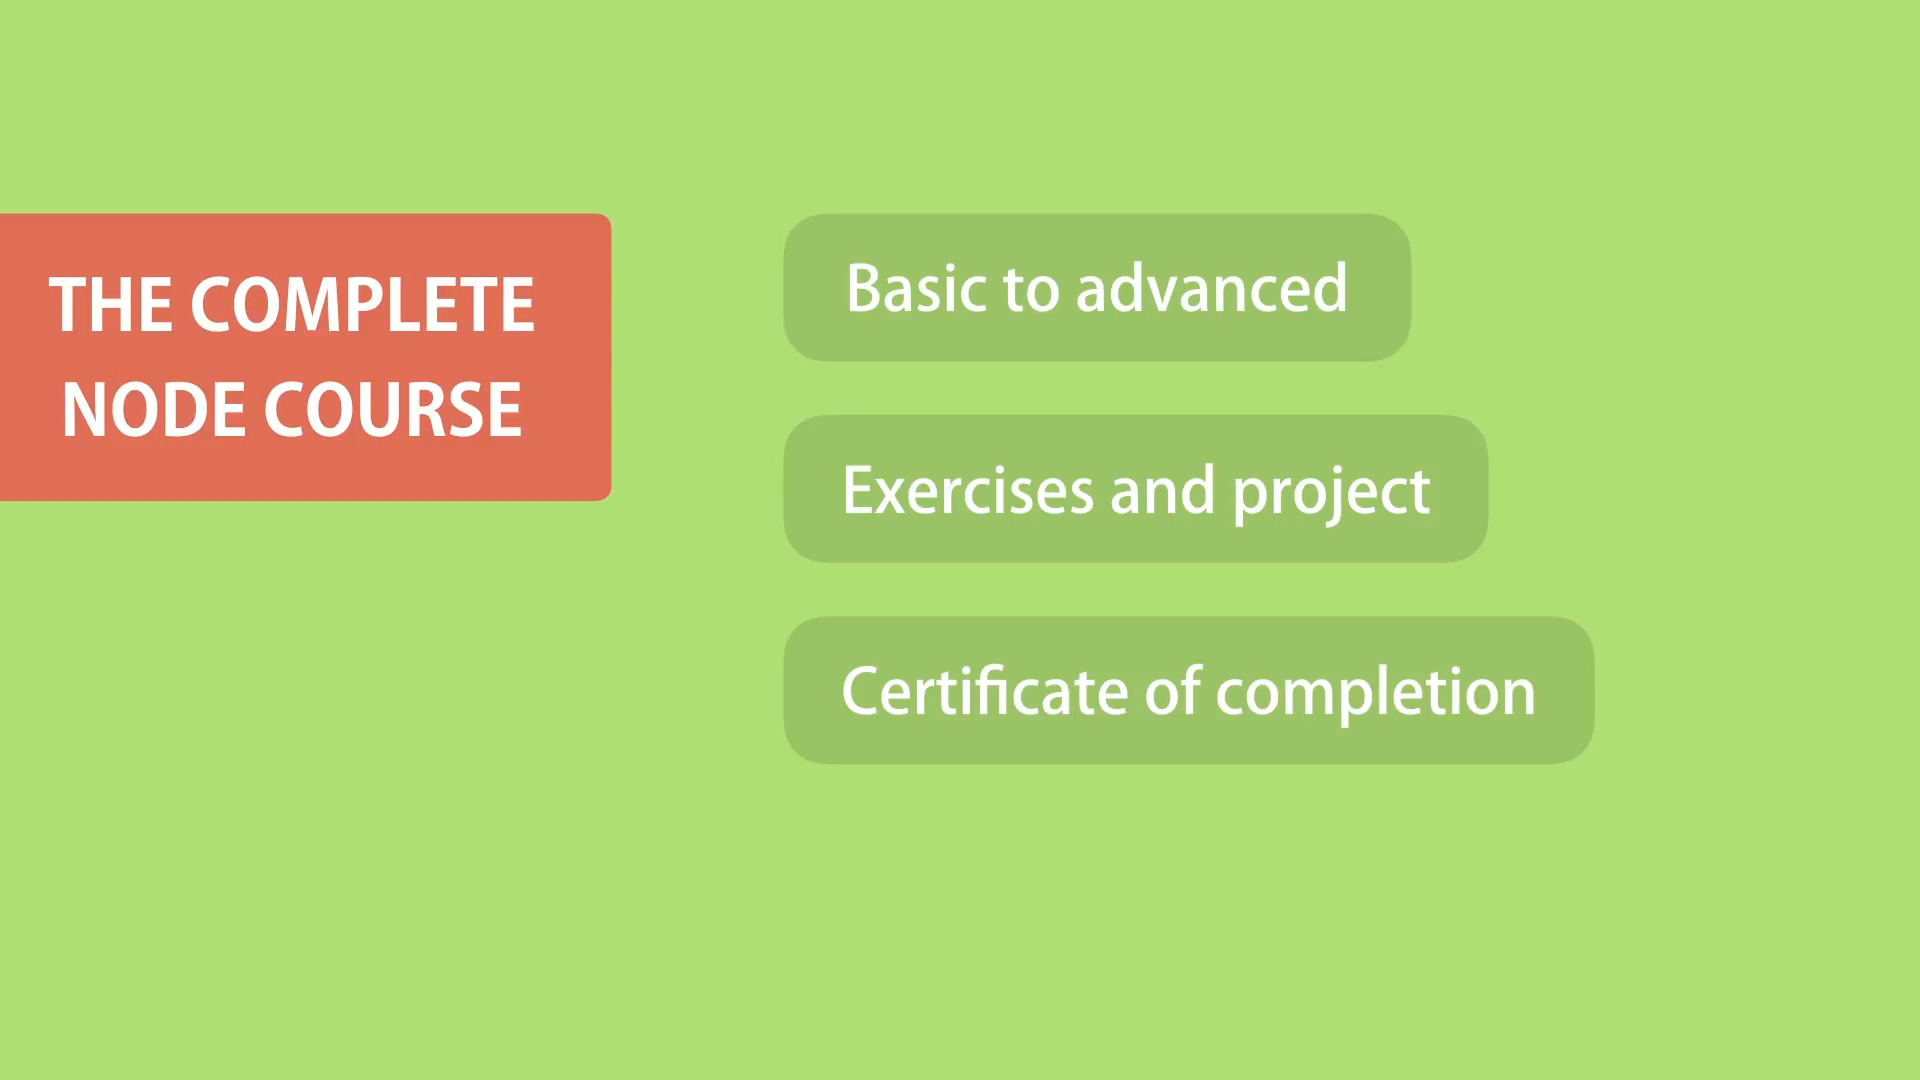 THE COMPLETE
NODE COURSE
Basic to advanced
Exercises and project
Certificate of completion